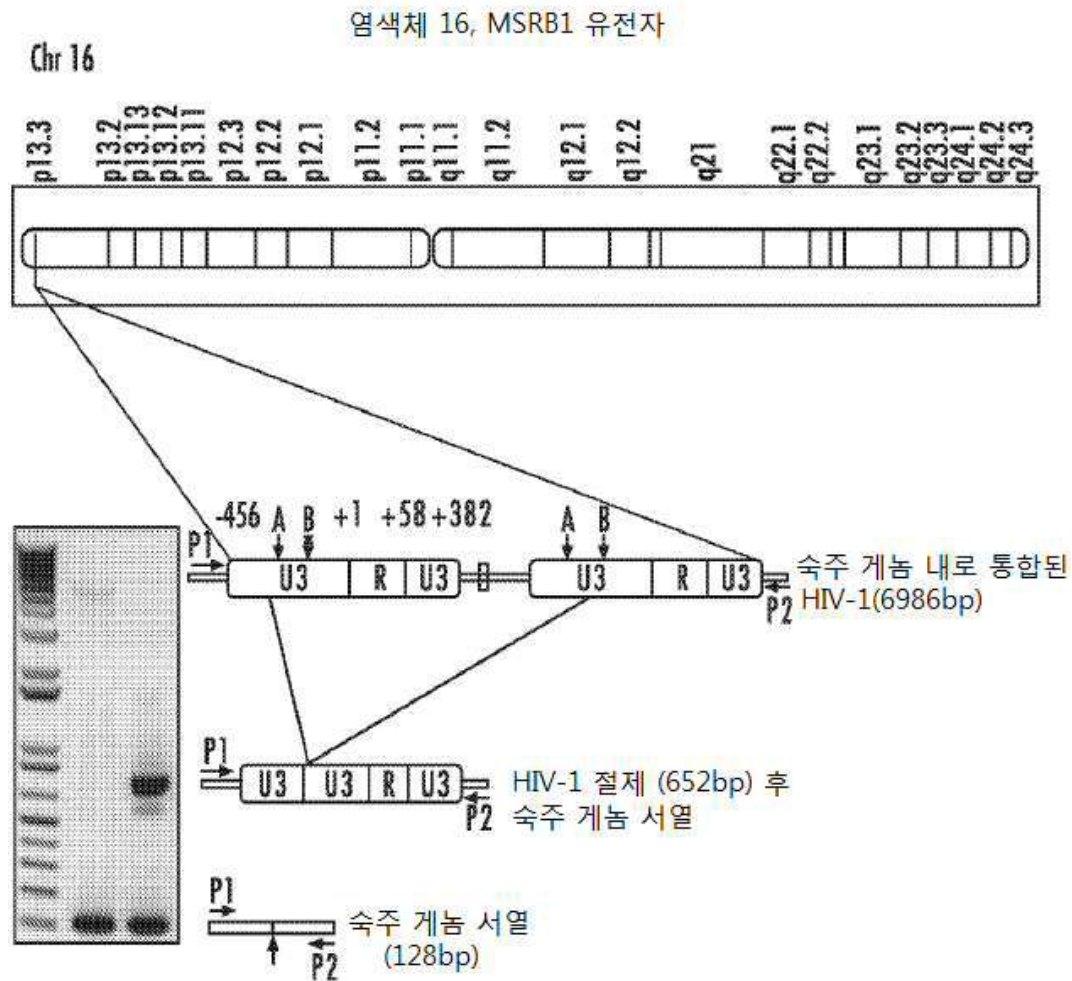 염색체 16, MSRB1 유전자
Chr 16
p13.3 p13.2 p13.13 p13.12 p13.11 p12.3 p12.2 p12.1 p11.2 p11.1 q11.1 q11.2 q12.1 q12.2 q21 q22.1 q22.2 q23.1 q23.2 q23.3 q24.1 q24.2 q24.3
-456 A B +1 +58 +382 A B
P1
U3 R U3 U3 R U3
P2
숙주 게놈 내로 통합된
HIV-1(6986bp)
P1
U3 U3 R U3
P2
HIV-1 절제 (652bp) 후
숙주 게놈 서열
P1
P2
숙주 게놈 서열
(128bp)